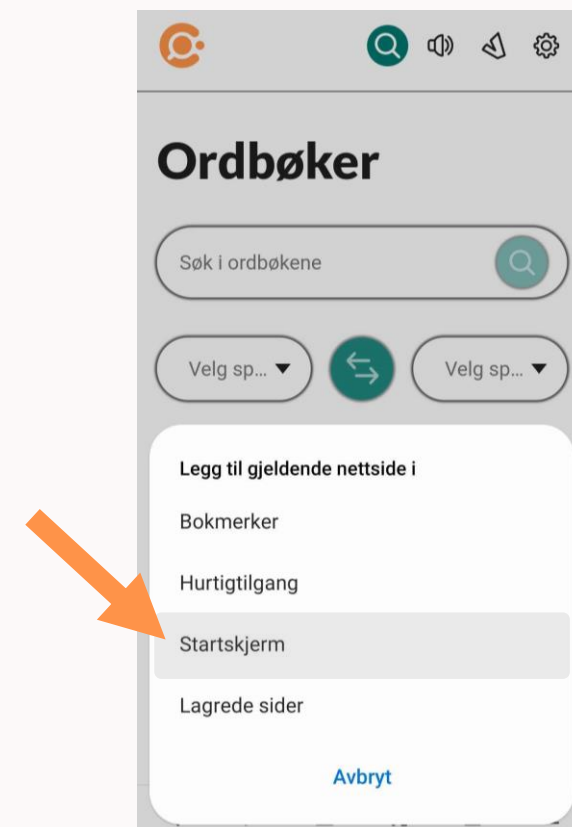 Ordbøker
Søk i ordbøkene
Velg sp... Velg sp...
Legg til gjeldende nettside i
Bokmerker
Hurtigtilgang
Startskjerm
Lagrede sider
Avbryt